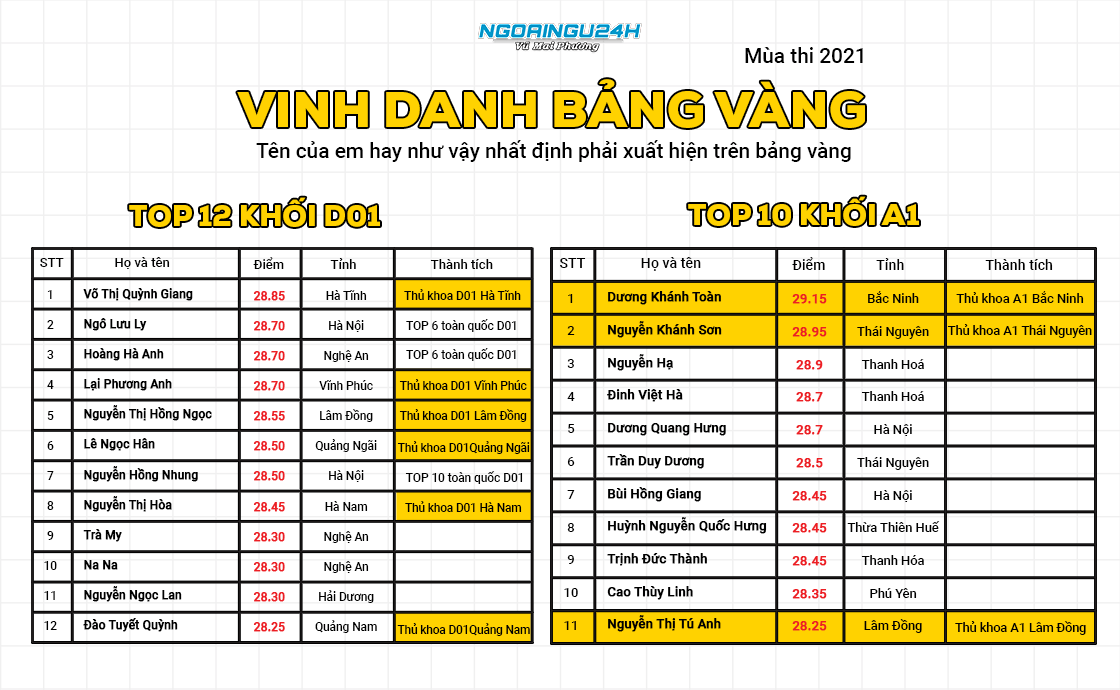 NGOAINGU24H
Vũ Mai Phương
Mùa thi 2021
VINH DANH BẢNG VÀNG
Tên của em hay như vậy nhất định phải xuất hiện trên bảng vàng
TOP 12 KHỐI D01
STT Họ và tên Điểm Tỉnh Thành tích
1 Võ Thị Quỳnh Giang 28.85 Hà Tĩnh Thủ khoa D01 Hà Tĩnh
2 Ngô Lưu Ly 28.70 Hà Nội TOP 6 toàn quốc D01
3 Hoàng Hà Anh 28.70 Nghệ An TOP 6 toàn quốc D01
4 Lại Phương Anh 28.70 Vĩnh Phúc Thủ khoa D01 Vĩnh Phúc
5 Nguyễn Thị Hồng Ngọc 28.55 Lâm Đồng Thủ khoa D01 Lâm Đồng
6 Lê Ngọc Hân 28.50 Quảng Ngãi Thủ khoa D01Quảng Ngãi
7 Nguyễn Hồng Nhung 28.50 Hà Nội TOP 10 toàn quốc D01
8 Nguyễn Thị Hòa 28.45 Hà Nam Thủ khoa D01 Hà Nam
9 Trà My 28.30 Nghệ An
10 Na Na 28.30 Nghệ An
11 Nguyễn Ngọc Lan 28.30 Hải Dương
12 Đào Tuyết Quỳnh 28.25 Quảng Nam Thủ khoa D01Quảng Nam
TOP 10 KHỐI A1
STT Họ và tên Điểm Tỉnh Thành tích
1 Dương Khánh Toàn 29.15 Bắc Ninh Thủ khoa A1 Bắc Ninh
2 Nguyễn Khánh Sơn 28.95 Thái Nguyên Thủ khoa A1 Thái Nguyên
3 Nguyễn Hạ 28.9 Thanh Hoá
4 Đinh Việt Hà 28.7 Thanh Hoá
5 Dương Quang Hưng 28.7 Hà Nội
6 Trần Duy Dương 28.5 Thái Nguyên
7 Bùi Hồng Giang 28.45 Hà Nội
8 Huỳnh Nguyễn Quốc Hưng 28.45 Thừa Thiên Huế
9 Trịnh Đức Thành 28.45 Thanh Hóa
10 Cao Thùy Linh 28.35 Phú Yên
11 Nguyễn Thị Tú Anh 28.25 Lâm Đồng Thủ khoa A1 Lâm Đồng